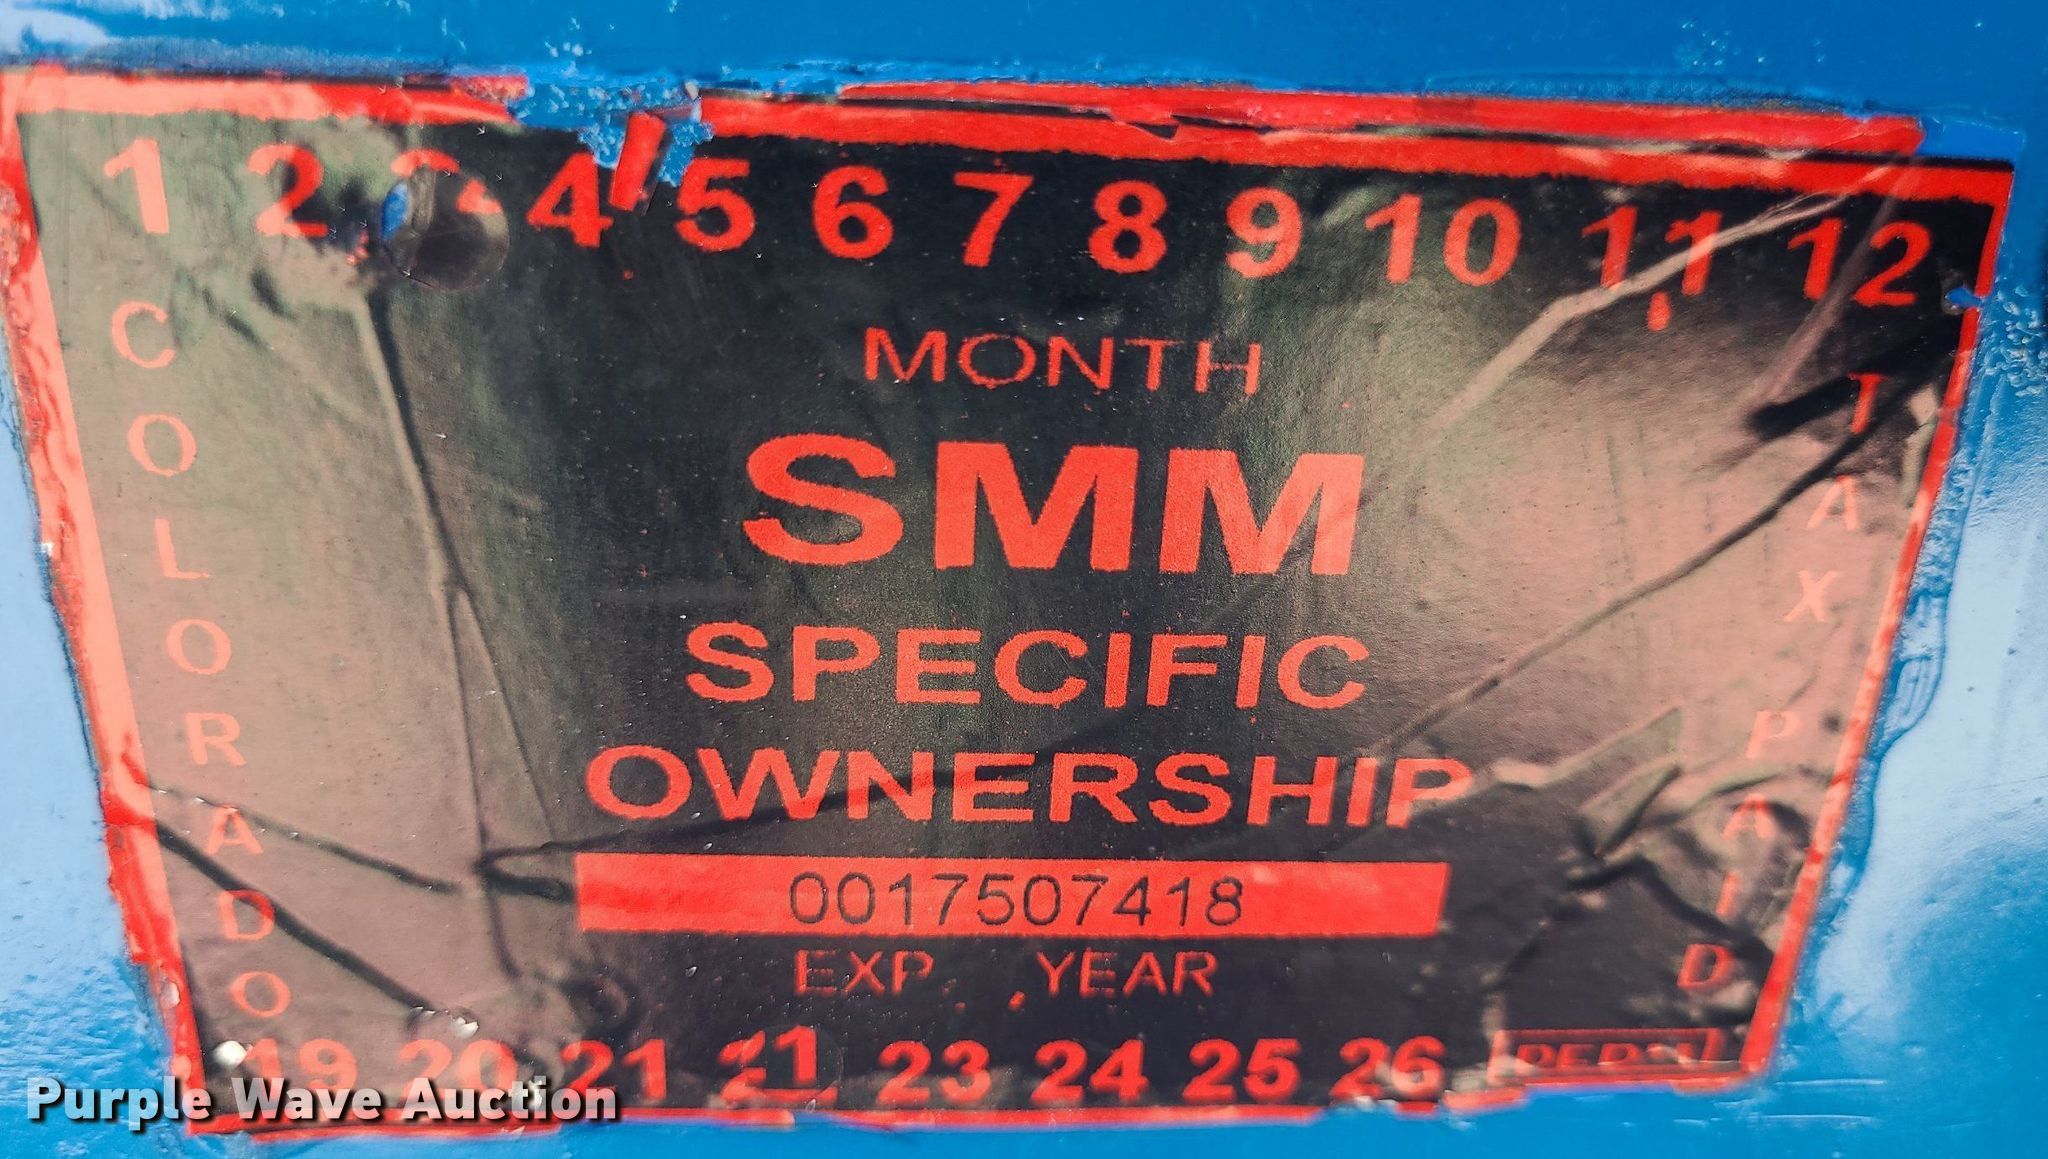 1 2 3 4 5 6 7 8 9 10 11 12
COLORADO
MONTH
SMM
SPECIFIC
OWNERSHIP
TAX PAID
0017507418
EXP. YEAR
19 20 21 23 24 25 26
Purple Wave Auction